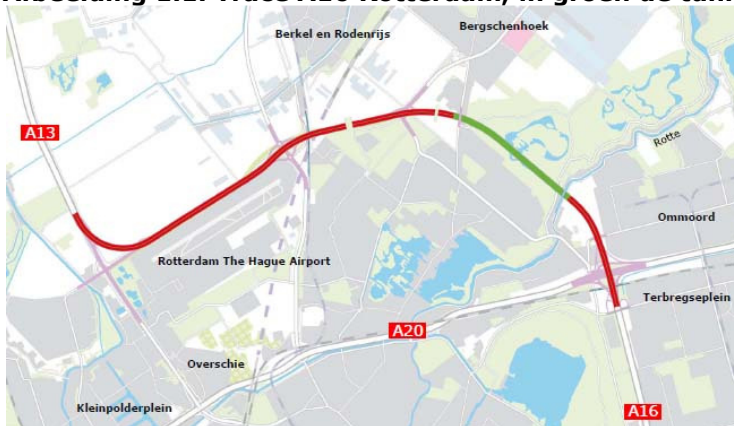 Berkel en Rodenrijs
Bergschenhoek
A13
Rotte
Ommoord
Rotterdam The Hague Airport
Terbregseplein
A20
Overschie
Kleinpolderplein
A16